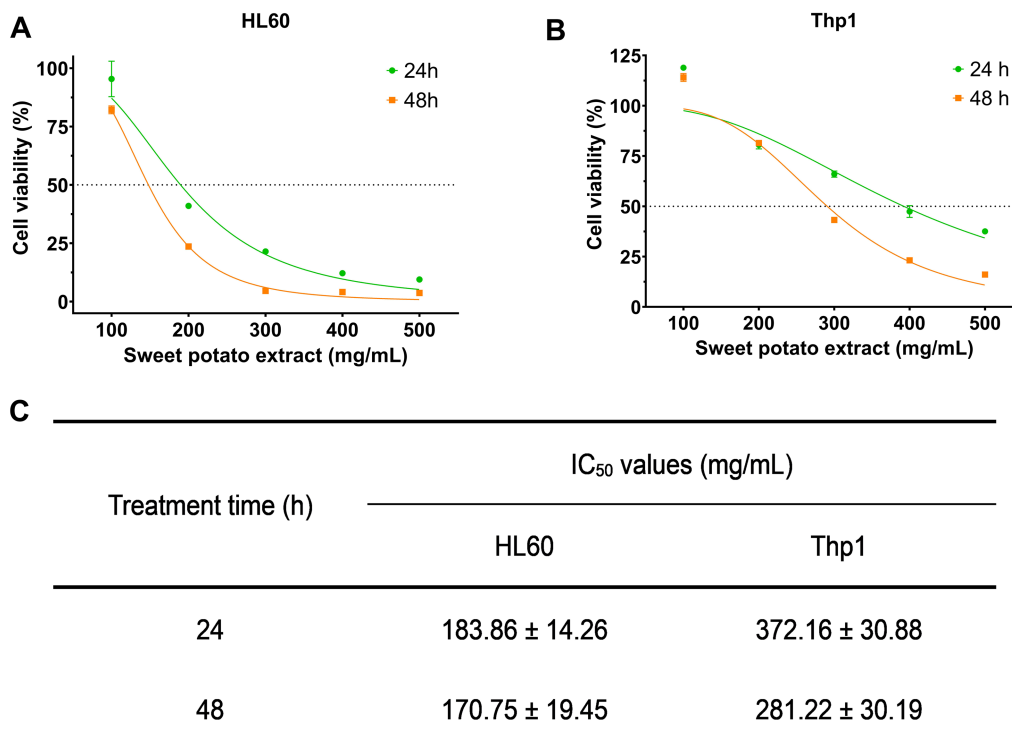 A
HL60
24h
48h
Cell viability (%)
100
75
50
25
0
100 200 300 400 500
Sweet potato extract (mg/mL)
B
Thp1
24 h
48 h
Cell viability (%)
125
100
75
50
25
0
100 200 300 400 500
Sweet potato extract (mg/mL)
C
Treatment time (h)
IC₅₀ values (mg/mL)
HL60 Thp1
24 183.86 ± 14.26 372.16 ± 30.88
48 170.75 ± 19.45 281.22 ± 30.19